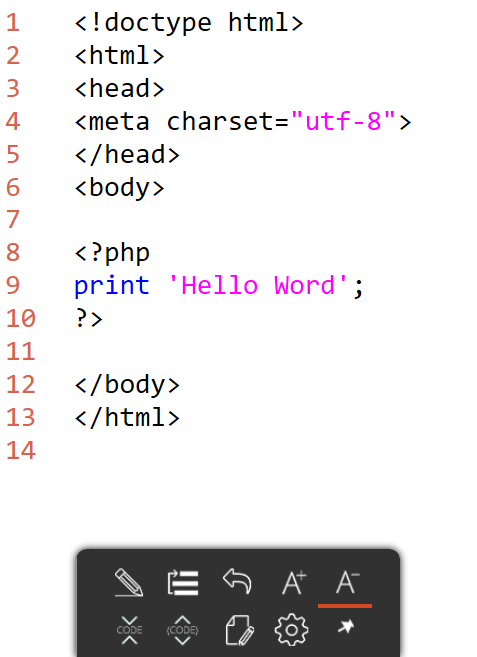 1 <!doctype html>
2 <html>
3 <head>
4 <meta charset="utf-8">
5 </head>
6 <body>
7
8 <?php
9 print 'Hello Word';
10 ?>
11
12 </body>
13 </html>
14
A+ A-
CODE (CODE)